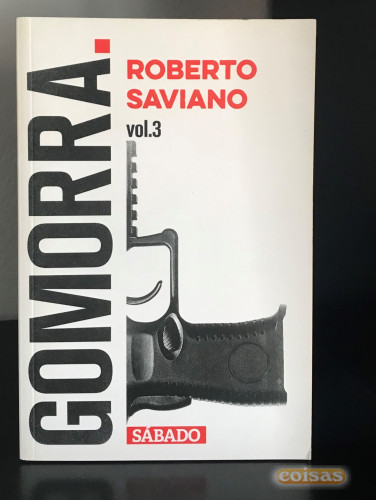 GOMORRA.
ROBERTO
SAVIANO
vol.3
SÁBADO
coisas